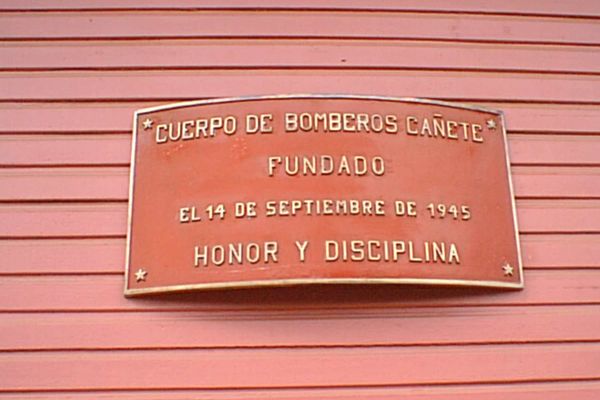 CUERPO DE BOMBEROS CAÑETE
FUNDADO
EL 14 DE SEPTIEMBRE DE 1945
HONOR Y DISCIPLINA